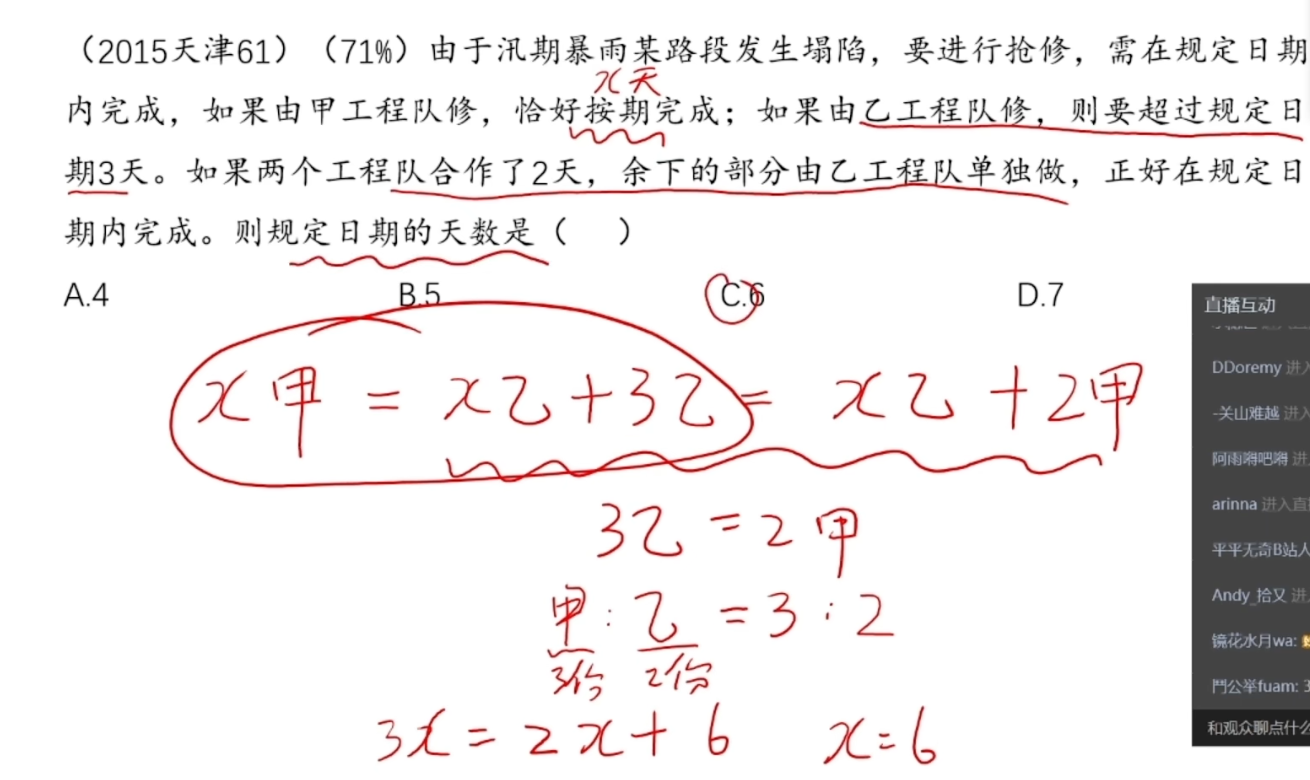 （2015天津61）（71%）由于汛期暴雨某路段发生塌陷，要进行抢修，需在规定日期
x天
内完成，如果由甲工程队修，恰好按期完成；如果由乙工程队修，则要超过规定日
期3天。如果两个工程队合作了2天，余下的部分由乙工程队单独做，正好在规定日
期内完成。则规定日期的天数是（ ）
A.4 B.5 C.6 D.7
x甲 = x乙+3乙 = x乙+2甲
3乙 = 2甲
甲:乙 = 3:2
3份 2份
3x = 2x+6 x=6
直播互动
DDoremy 进入
-关山难越 进入
阿雨嘚吧嘚 进
arinna 进入直
平平无奇B站人
Andy_拾又 进
镜花水月wa:
鬥公举fuam: 3
和观众聊点什么